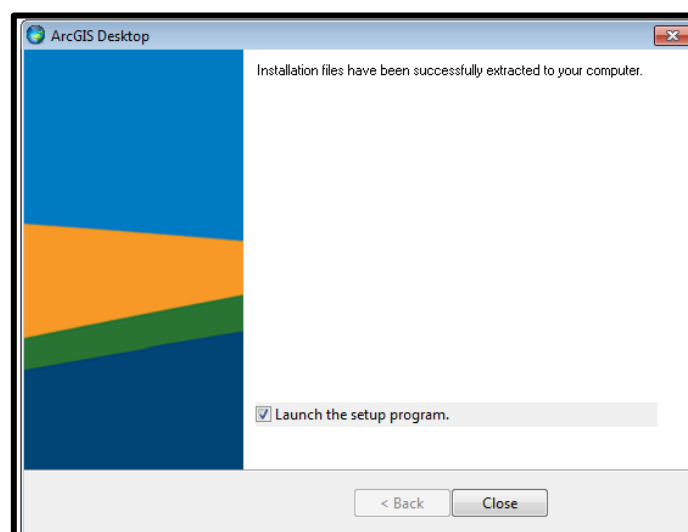 ArcGIS Desktop
Installation files have been successfully extracted to your computer.
Launch the setup program.
< Back
Close